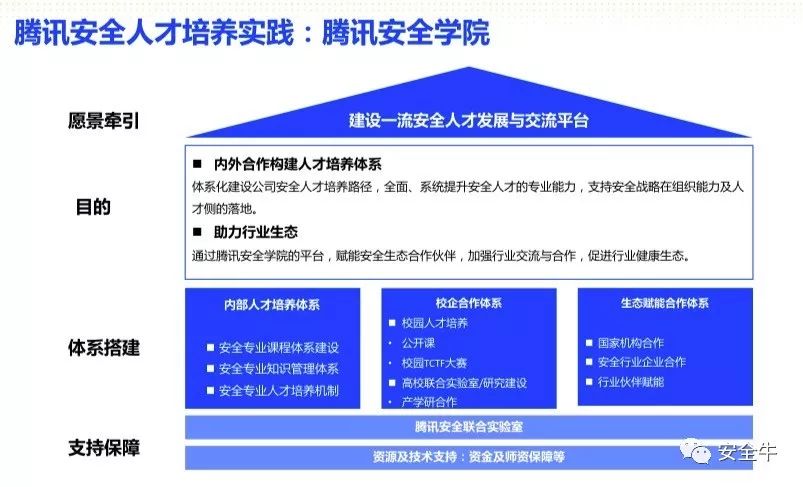 腾讯安全人才培养实践：腾讯安全学院
愿景牵引
建设一流安全人才发展与交流平台
目的
■ 内外合作构建人才培养体系
体系化建设公司安全人才培养路径，全面、系统提升安全人才的专业能力，支持安全战略在组织能力及人
才侧的落地。
■ 助力行业生态
通过腾讯安全学院的平台，赋能安全生态合作伙伴，加强行业交流与合作，促进行业健康生态。
体系搭建
内部人才培养体系
■ 安全专业课程体系建设
■ 安全专业知识管理体系
■ 安全专业人才培养机制
校企合作体系
■ 校园人才培养
• 公开课
• 校园TCTF大赛
■ 高校联合实验室/研究建设
• 产学研合作
生态赋能合作体系
■ 国家机构合作
■ 安全行业企业合作
■ 行业伙伴赋能
支持保障
腾讯安全联合实验室
资源及技术支持：资金及师资保障等
安全牛